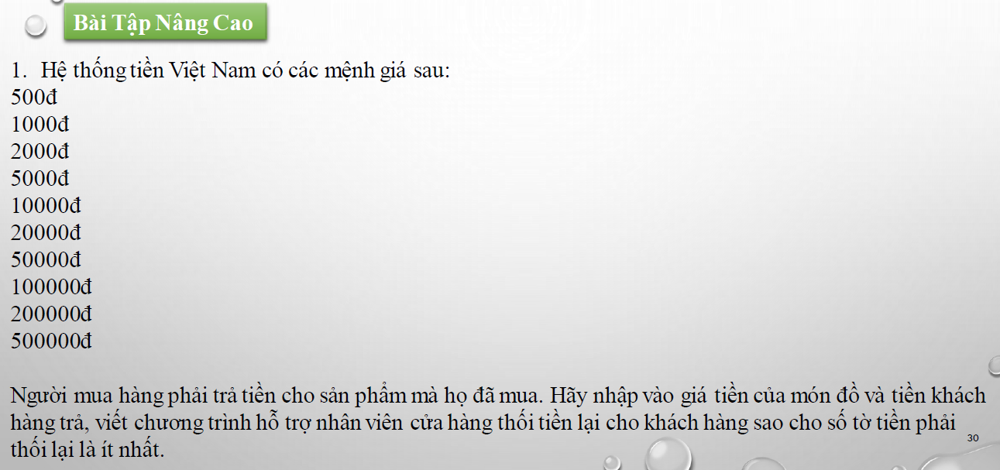 Bài Tập Nâng Cao
1. Hệ thống tiền Việt Nam có các mệnh giá sau:
500đ
1000đ
2000đ
5000đ
10000đ
20000đ
50000đ
100000đ
200000đ
500000đ
Người mua hàng phải trả tiền cho sản phẩm mà họ đã mua. Hãy nhập vào giá tiền của món đồ và tiền khách
hàng trả, viết chương trình hỗ trợ nhân viên cửa hàng thối tiền lại cho khách hàng sao cho số tờ tiền phải
thối lại là ít nhất.
30